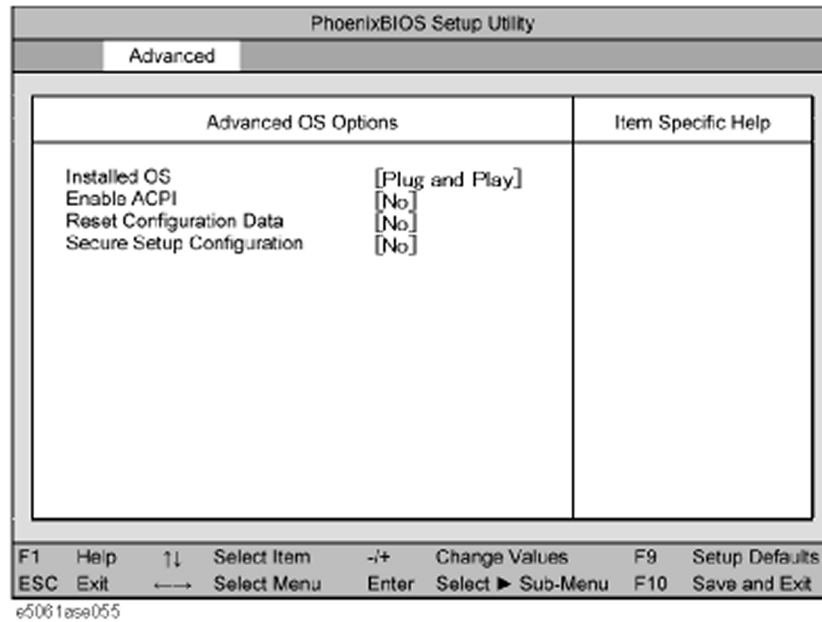 PhoenixBIOS Setup Utility
Advanced
Advanced OS Options
Item Specific Help
Installed OS [Plug and Play]
Enable ACPI [No]
Reset Configuration Data [No]
Secure Setup Configuration [No]
F1 Help ↑↓ Select Item -/+ Change Values F9 Setup Defaults
ESC Exit ←→ Select Menu Enter Select ► Sub-Menu F10 Save and Exit
e5061ase055